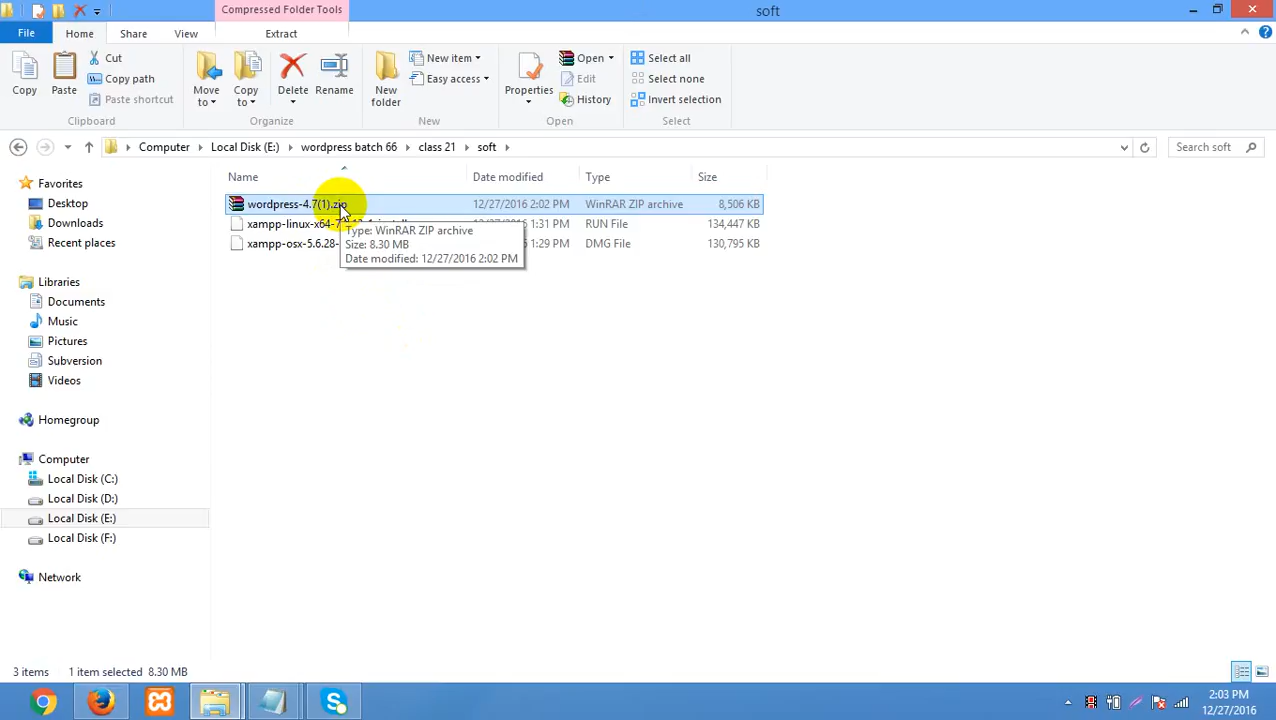 Compressed Folder Tools
soft
File
Home
Share
View
Extract
Copy
Paste
Cut
Copy path
Paste shortcut
Clipboard
Move to
Copy to
Delete
Rename
Organize
New folder
New item
Easy access
New
Properties
Open
Edit
History
Open
Select all
Select none
Invert selection
Select
Computer
Local Disk (E:)
wordpress batch 66
class 21
soft
Search soft
Name
Date modified
Type
Size
wordpress-4.7(1).zip
12/27/2016 2:02 PM
WinRAR ZIP archive
8,506 KB
xampp-linux-x64-7
1:31 PM
RUN File
134,447 KB
xampp-osx-5.6.28-
1:29 PM
DMG File
130,795 KB
Type: WinRAR ZIP archive
Size: 8.30 MB
Date modified: 12/27/2016 2:02 PM
Favorites
Desktop
Downloads
Recent places
Libraries
Documents
Music
Pictures
Subversion
Videos
Homegroup
Computer
Local Disk (C:)
Local Disk (D:)
Local Disk (E:)
Local Disk (F:)
Network
3 items
1 item selected 8.30 MB
2:03 PM
12/27/2016